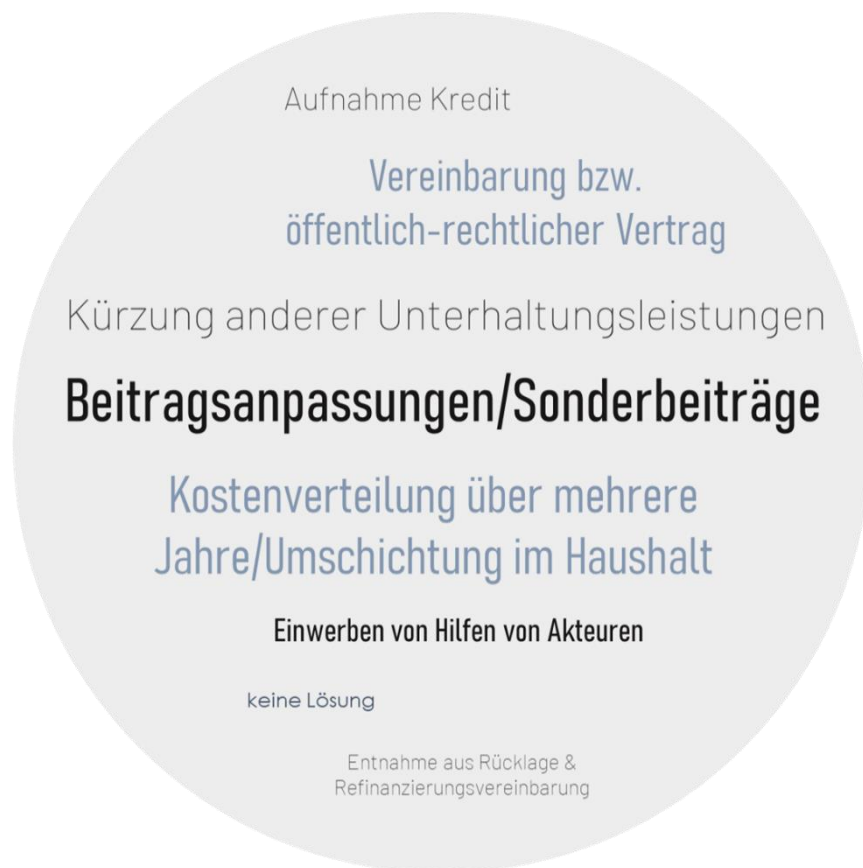 Aufnahme Kredit
Vereinbarung bzw.
öffentlich-rechtlicher Vertrag
Kürzung anderer Unterhaltungsleistungen
Beitragsanpassungen/Sonderbeiträge
Kostenverteilung über mehrere
Jahre/Umschichtung im Haushalt
Einwerben von Hilfen von Akteuren
keine Lösung
Entnahme aus Rücklage &
Refinanzierungsvereinbarung